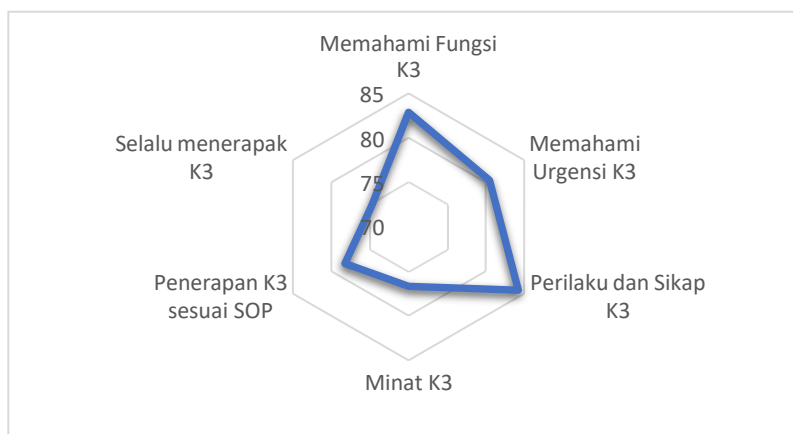 Memahami Fungsi
K3
85
80
75
70
Memahami
Urgensi K3
Perilaku dan Sikap
K3
Minat K3
Penerapan K3
sesuai SOP
Selalu menerapak
K3